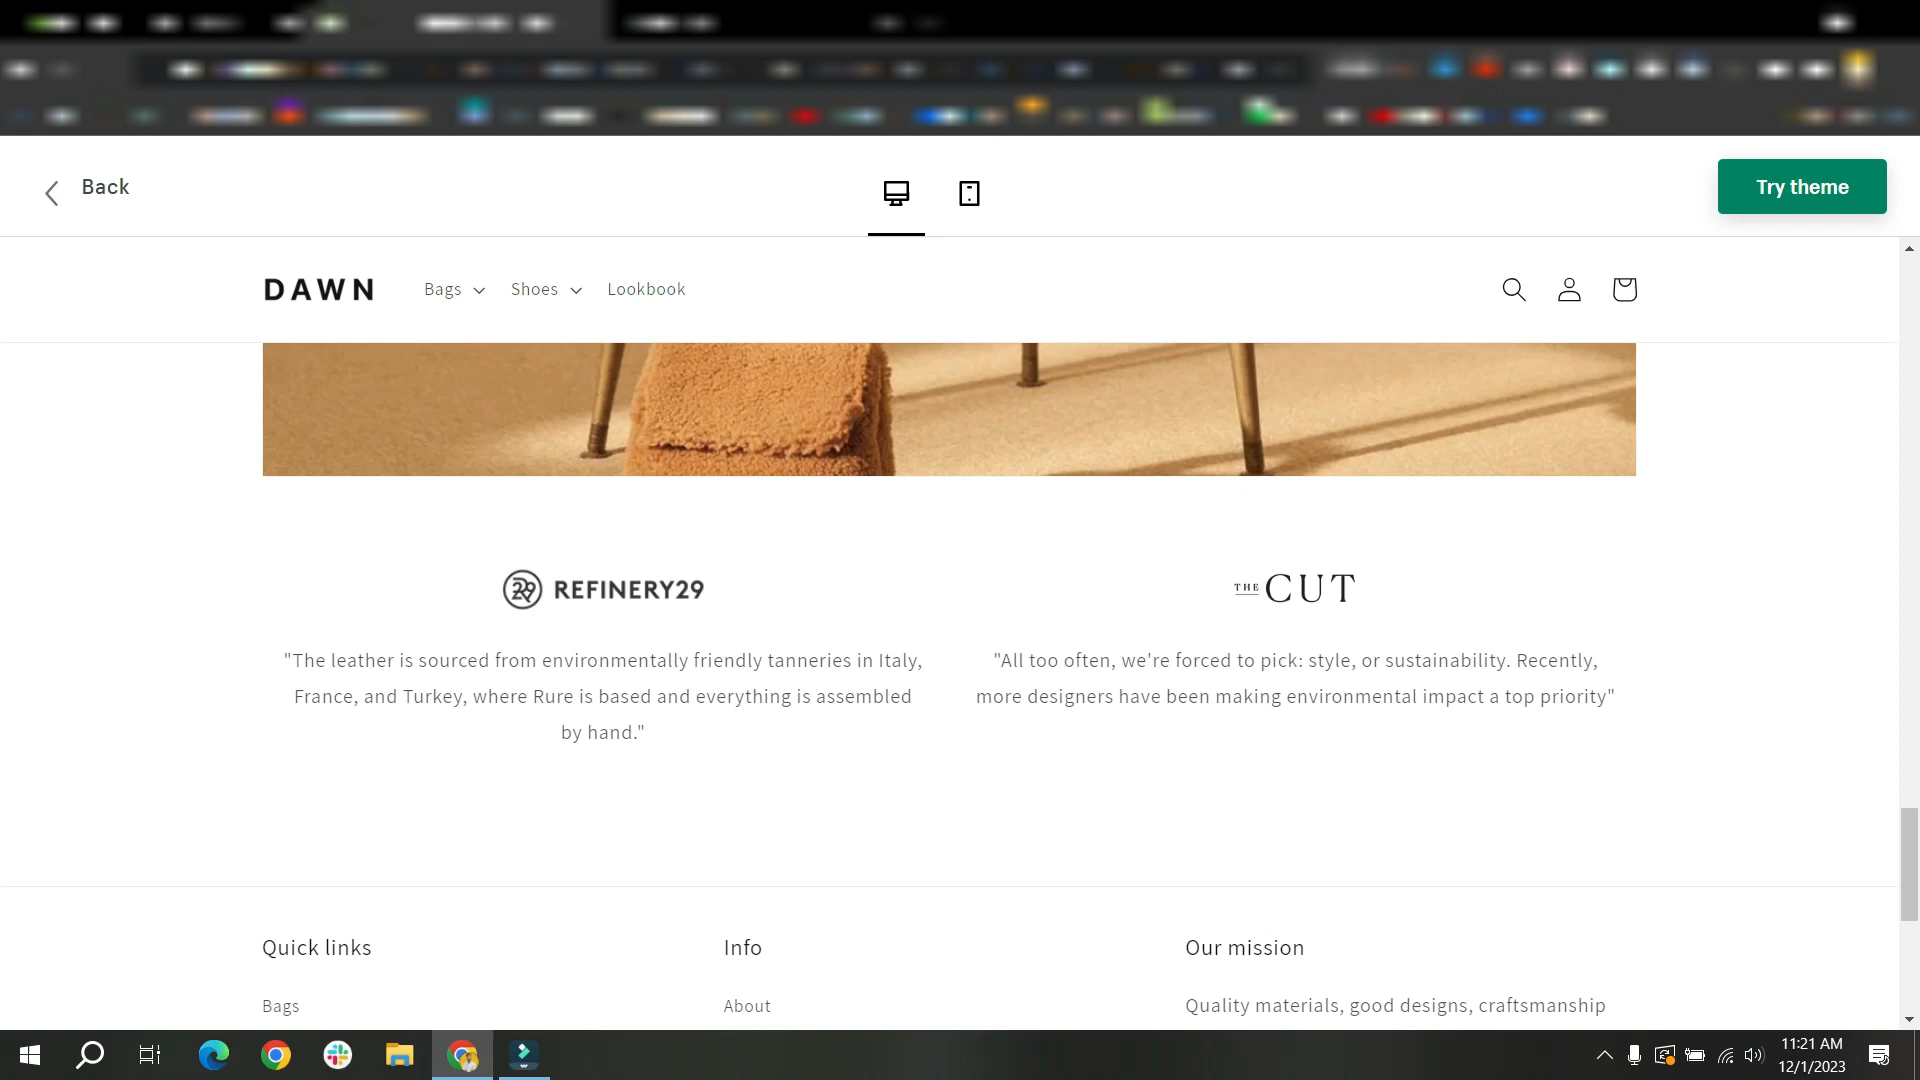 Back
Try theme
DAWN
Bags
Shoes
Lookbook
REFINERY29
THE CUT
"The leather is sourced from environmentally friendly tanneries in Italy,
France, and Turkey, where Rure is based and everything is assembled
by hand."
"All too often, we're forced to pick: style, or sustainability. Recently,
more designers have been making environmental impact a top priority"
Quick links
Info
Our mission
Bags
About
Quality materials, good designs, craftsmanship
11:21 AM
12/1/2023